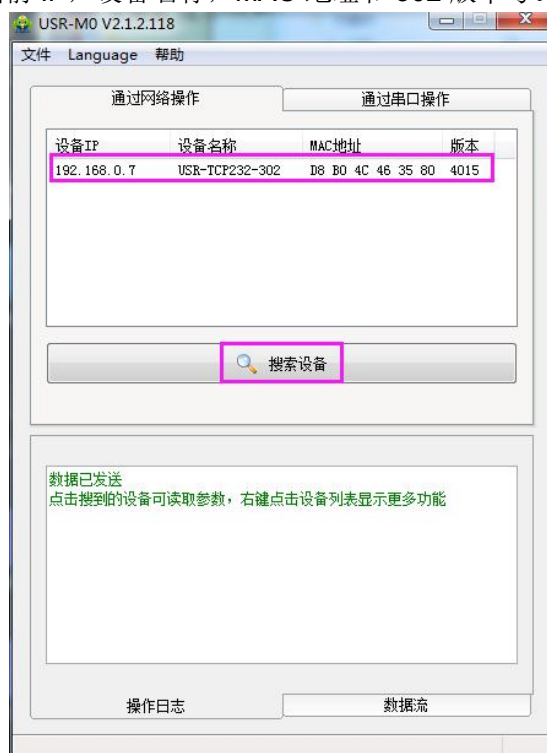 USR-M0 V2.1.2.118
文件 Language 帮助
通过网络操作 通过串口操作
设备IP 设备名称 MAC地址 版本
192.168.0.7 USR-TCP232-302 D8 B0 4C 46 35 80 4015
搜索设备
数据已发送
点击搜到的设备可读取参数，右键点击设备列表显示更多功能
操作日志 数据流